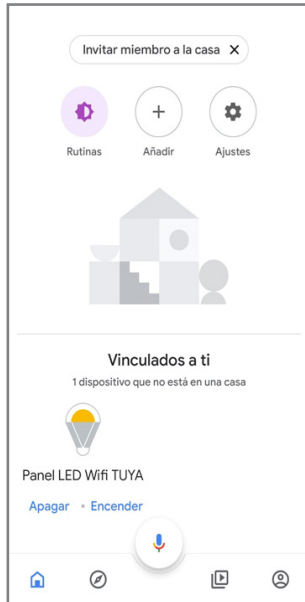 Invitar miembro a la casa X
Rutinas Añadir Ajustes
Vinculados a ti
1 dispositivo que no está en una casa
Panel LED Wifi TUYA
Apagar • Encender